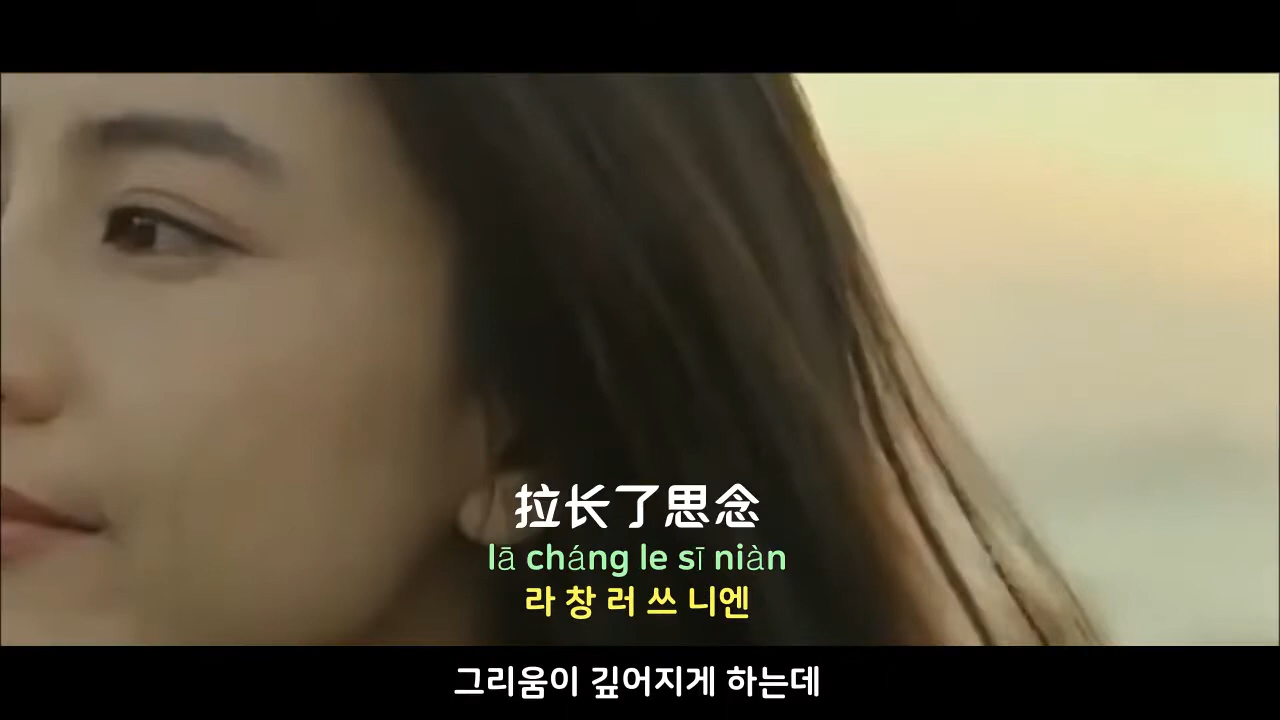 拉长了思念
lā cháng le sī niàn
라 창 러 쓰 니엔
그리움이 깊어지게 하는데